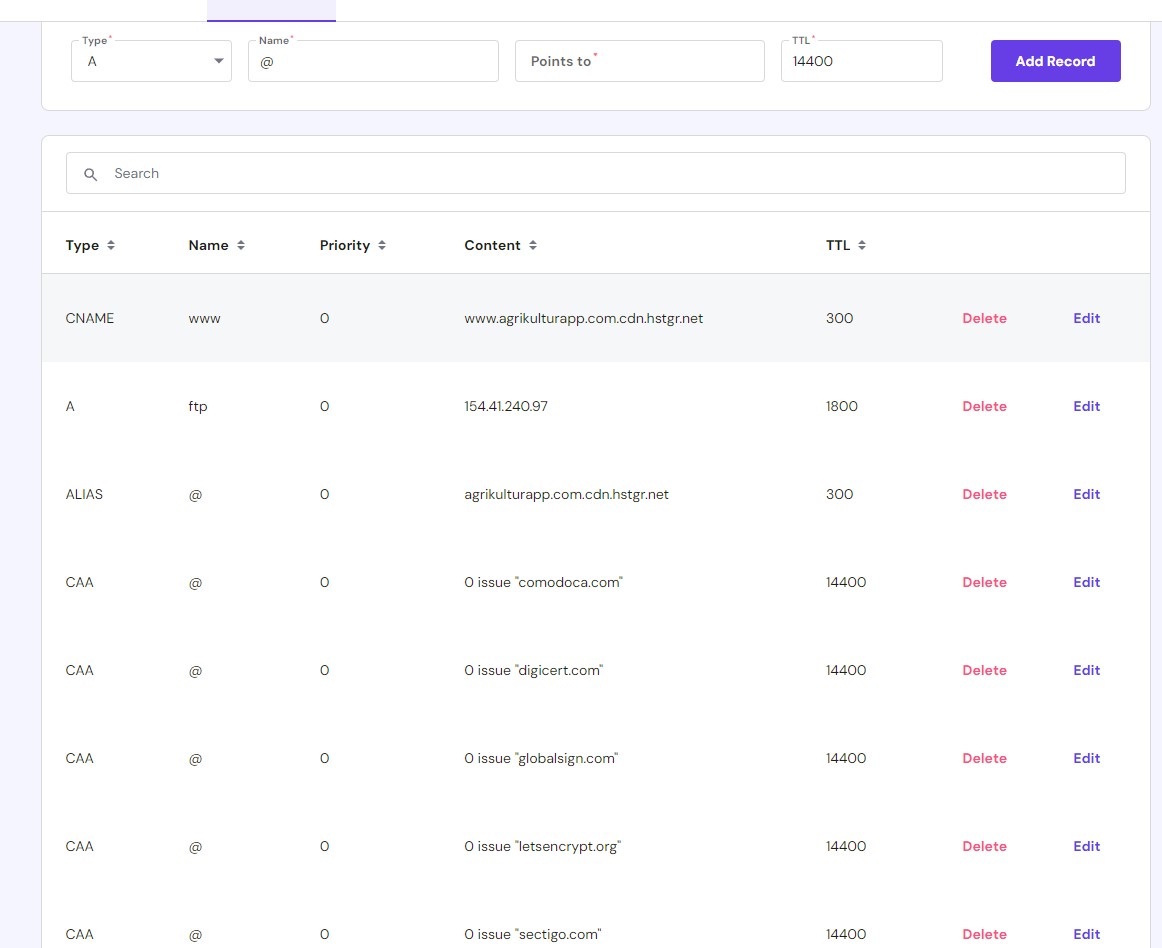 Type* Name* TTL*
A @ Points to* 14400 Add Record
Search
Type Name Priority Content TTL
CNAME www 0 www.agrikulturapp.com.cdn.hstgr.net 300 Delete Edit
A ftp 0 154.41.240.97 1800 Delete Edit
ALIAS @ 0 agrikulturapp.com.cdn.hstgr.net 300 Delete Edit
CAA @ 0 0 issue "comodoca.com" 14400 Delete Edit
CAA @ 0 0 issue "digicert.com" 14400 Delete Edit
CAA @ 0 0 issue "globalsign.com" 14400 Delete Edit
CAA @ 0 0 issue "letsencrypt.org" 14400 Delete Edit
CAA @ 0 0 issue "sectigo.com" 14400 Delete Edit